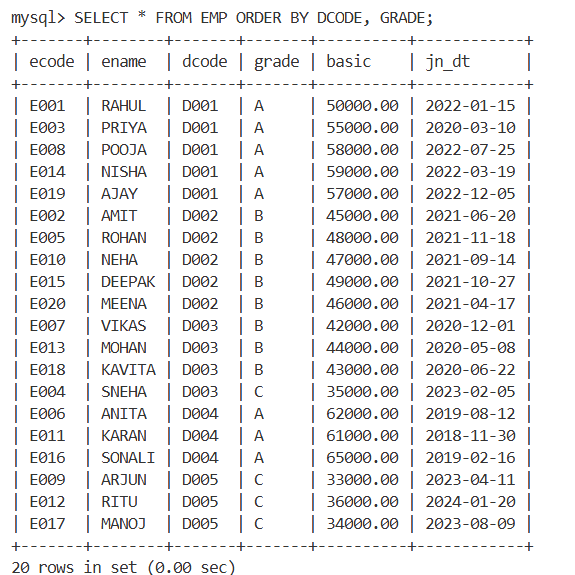 mysql> SELECT * FROM EMP ORDER BY DCODE, GRADE;
+-------+--------+-------+-------+----------+------------+
| ecode | ename  | dcode | grade | basic    | jn_dt      |
+-------+--------+-------+-------+----------+------------+
| E001  | RAHUL  | D001  | A     | 50000.00 | 2022-01-15 |
| E003  | PRIYA  | D001  | A     | 55000.00 | 2020-03-10 |
| E008  | POOJA  | D001  | A     | 58000.00 | 2022-07-25 |
| E014  | NISHA  | D001  | A     | 59000.00 | 2022-03-19 |
| E019  | AJAY   | D001  | A     | 57000.00 | 2022-12-05 |
| E002  | AMIT   | D002  | B     | 45000.00 | 2021-06-20 |
| E005  | ROHAN  | D002  | B     | 48000.00 | 2021-11-18 |
| E010  | NEHA   | D002  | B     | 47000.00 | 2021-09-14 |
| E015  | DEEPAK | D002  | B     | 49000.00 | 2021-10-27 |
| E020  | MEENA  | D002  | B     | 46000.00 | 2021-04-17 |
| E007  | VIKAS  | D003  | B     | 42000.00 | 2020-12-01 |
| E013  | MOHAN  | D003  | B     | 44000.00 | 2020-05-08 |
| E018  | KAVITA | D003  | B     | 43000.00 | 2020-06-22 |
| E004  | SNEHA  | D003  | C     | 35000.00 | 2023-02-05 |
| E006  | ANITA  | D004  | A     | 62000.00 | 2019-08-12 |
| E011  | KARAN  | D004  | A     | 61000.00 | 2018-11-30 |
| E016  | SONALI | D004  | A     | 65000.00 | 2019-02-16 |
| E009  | ARJUN  | D005  | C     | 33000.00 | 2023-04-11 |
| E012  | RITU   | D005  | C     | 36000.00 | 2024-01-20 |
| E017  | MANOJ  | D005  | C     | 34000.00 | 2023-08-09 |
+-------+--------+-------+-------+----------+------------+
20 rows in set (0.00 sec)